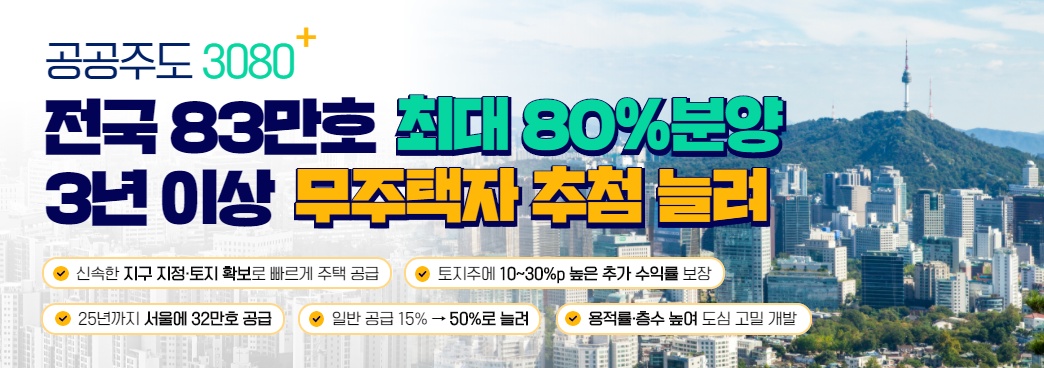 공공주도 3080+
전국 83만호 최대 80%분양
3년 이상 무주택자 추첨 늘려
신속한 지구 지정·토지 확보로 빠르게 주택 공급
토지주에 10~30%p 높은 추가 수익률 보장
25년까지 서울에 32만호 공급
일반 공급 15% → 50%로 늘려
용적률·층수 높여 도심 고밀 개발